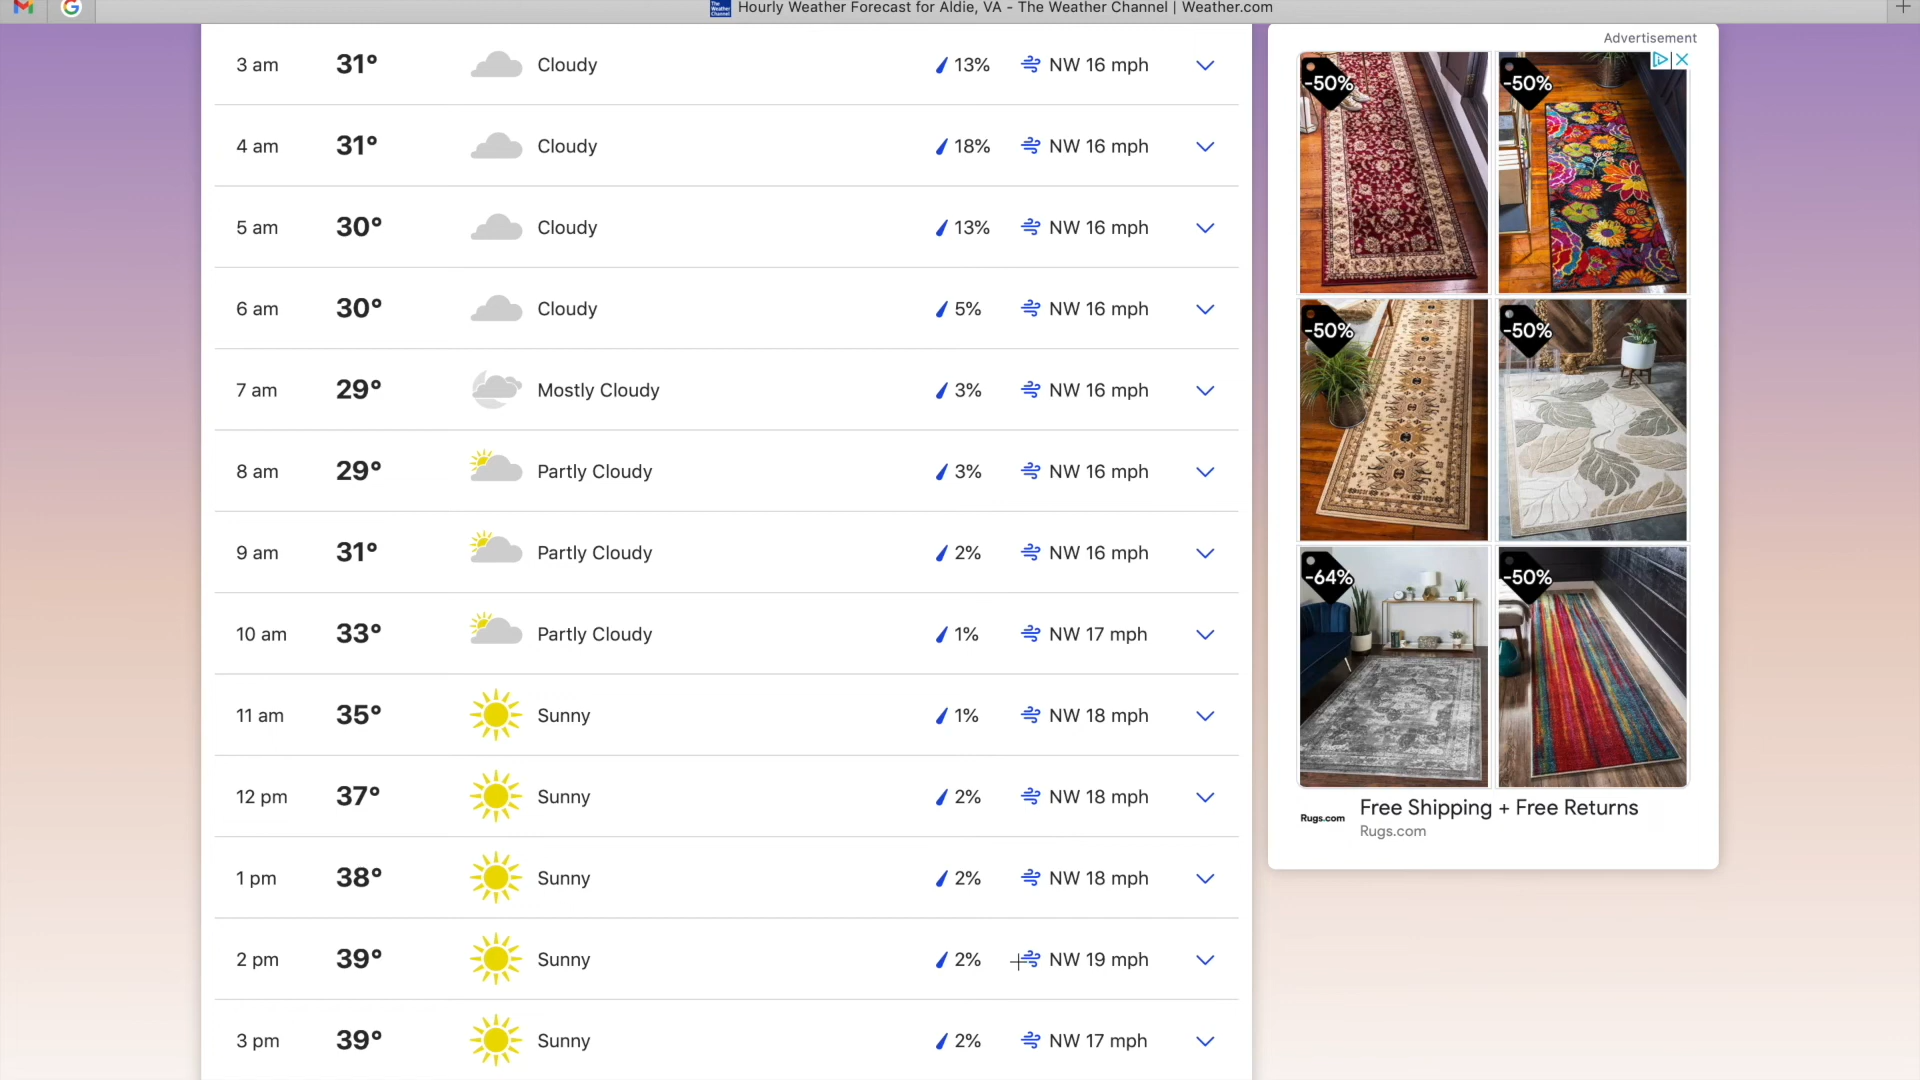 Hourly Weather Forecast for Aldie, VA - The Weather Channel | Weather.com
3 am 31° Cloudy 13% NW 16 mph
4 am 31° Cloudy 18% NW 16 mph
5 am 30° Cloudy 13% NW 16 mph
6 am 30° Cloudy 5% NW 16 mph
7 am 29° Mostly Cloudy 3% NW 16 mph
8 am 29° Partly Cloudy 3% NW 16 mph
9 am 31° Partly Cloudy 2% NW 16 mph
10 am 33° Partly Cloudy 1% NW 17 mph
11 am 35° Sunny 1% NW 18 mph
12 pm 37° Sunny 2% NW 18 mph
1 pm 38° Sunny 2% NW 18 mph
2 pm 39° Sunny 2% NW 19 mph
3 pm 39° Sunny 2% NW 17 mph
Advertisement
-50% -50%
-50% -50%
-64% -50%
Rugs.com Free Shipping + Free Returns
Rugs.com